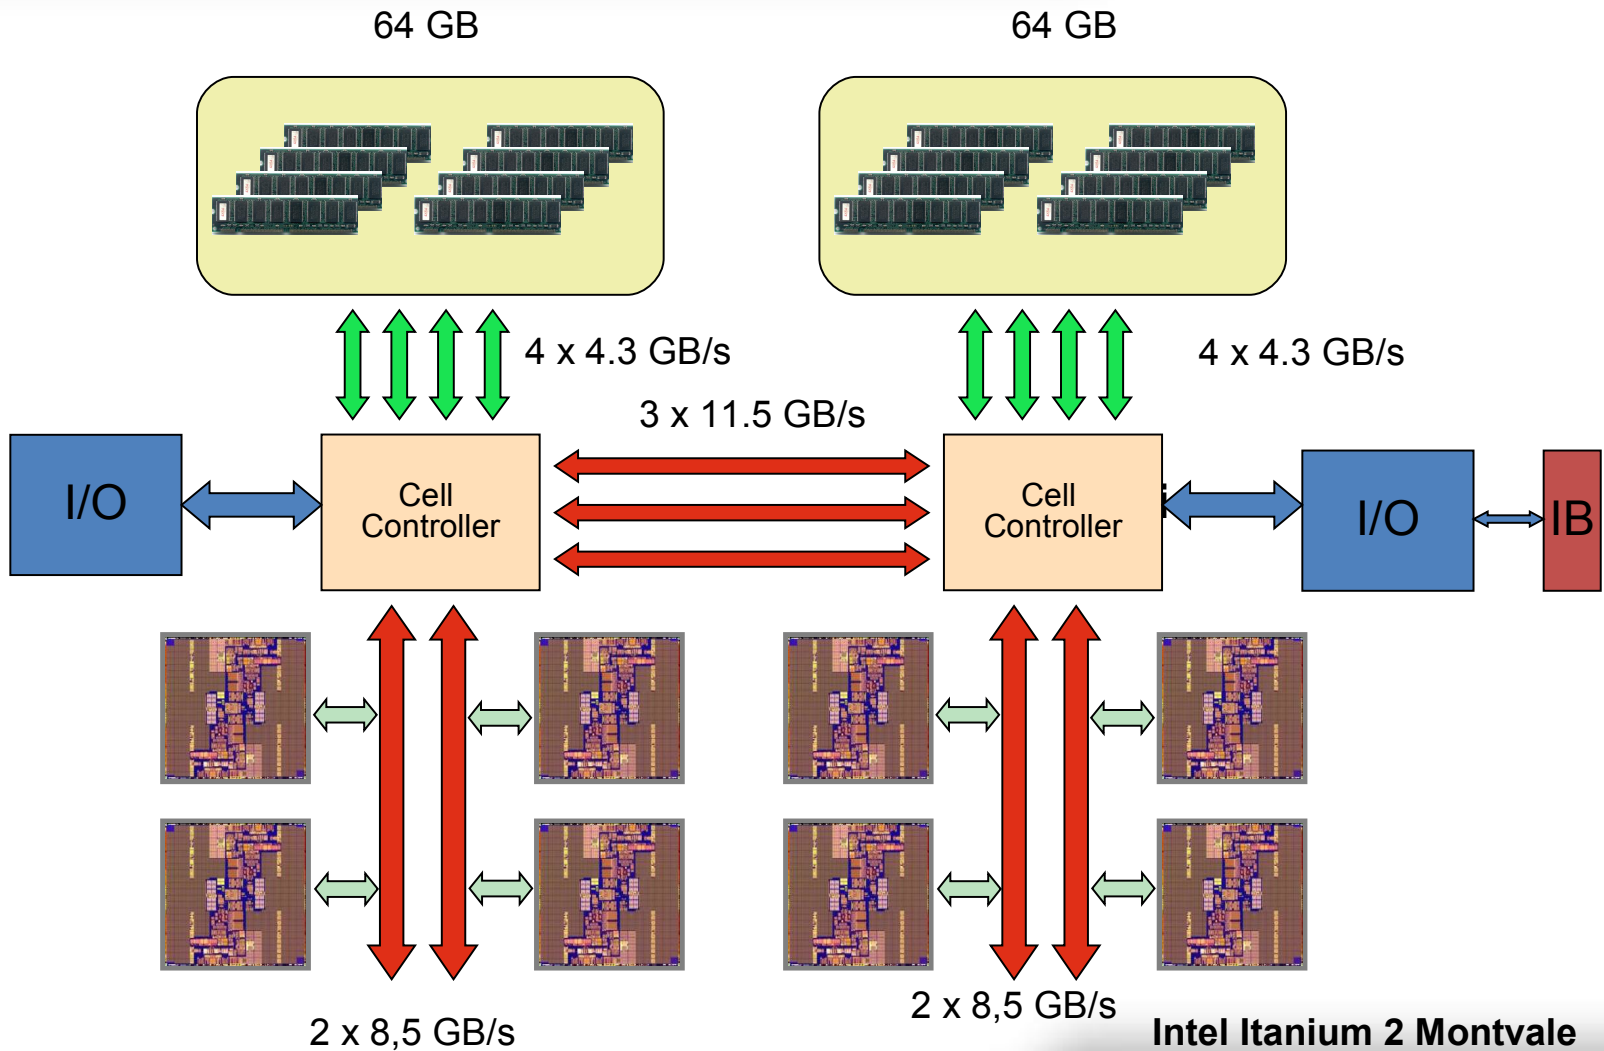 64 GB
64 GB
4 x 4.3 GB/s
4 x 4.3 GB/s
3 x 11.5 GB/s
I/O
Cell
Controller
Cell
Controller
I/O
IB
2 x 8,5 GB/s
2 x 8,5 GB/s
Intel Itanium 2 Montvale